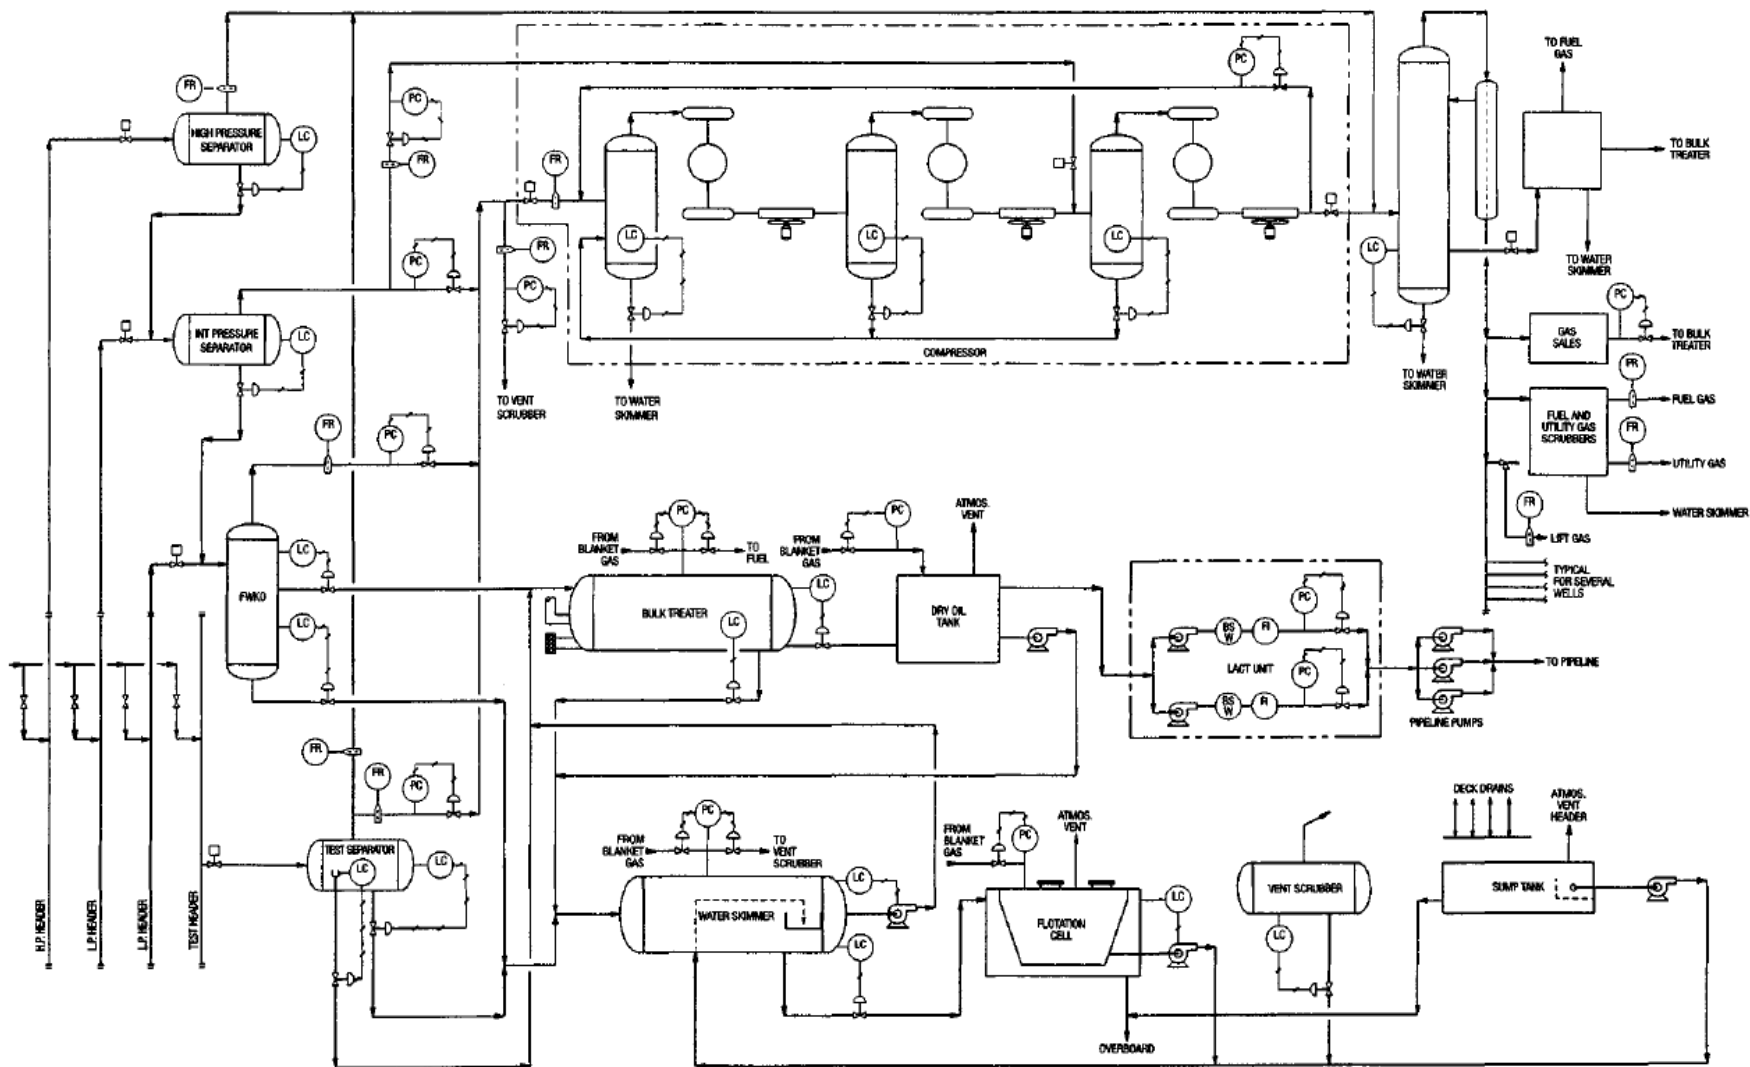 TO FUEL
GAS
FR
PC
PC
HIGH PRESSURE
SEPARATOR
LC
FR
FR
TO BULK
TREATER
LC
LC
LC
LC
FR
PC
PC
TO WATER
SKIMMER
PC
INT PRESSURE
SEPARATOR
LC
GAS
SALES
TO BULK
TREATER
COMPRESSOR
TO VENT
SCRUBBER
TO WATER
SKIMMER
TO WATER
SKIMMER
FR
FUEL GAS
FUEL AND
UTILITY GAS
SCRUBBERS
FR
UTILITY GAS
FR
PC
FR
WATER SKIMMER
LIFT GAS
TYPICAL
FOR SEVERAL
WELLS
PC
PC
ATMOS.
VENT
FROM
BLANKET
GAS
TO
FUEL
FROM
BLANKET
GAS
LC
FWKO
LC
BULK TREATER
LC
LC
DRY OIL
TANK
PC
BS
W
FI
LACT UNIT
PC
BS
W
FI
TO PIPELINE
PIPELINE PUMPS
FR
FR
PC
TEST SEPARATOR
LC
LC
PC
FROM
BLANKET
GAS
TO
VENT
SCRUBBER
FROM
BLANKET
GAS
PC
ATMOS.
VENT
DECK DRAINS
ATMOS.
VENT
HEADER
LC
WATER SKIMMER
LC
FLOTATION
CELL
LC
VENT SCRUBBER
LC
SUMP TANK
H.P. HEADER
L.P. HEADER
L.P. HEADER
TEST HEADER
OVERBOARD